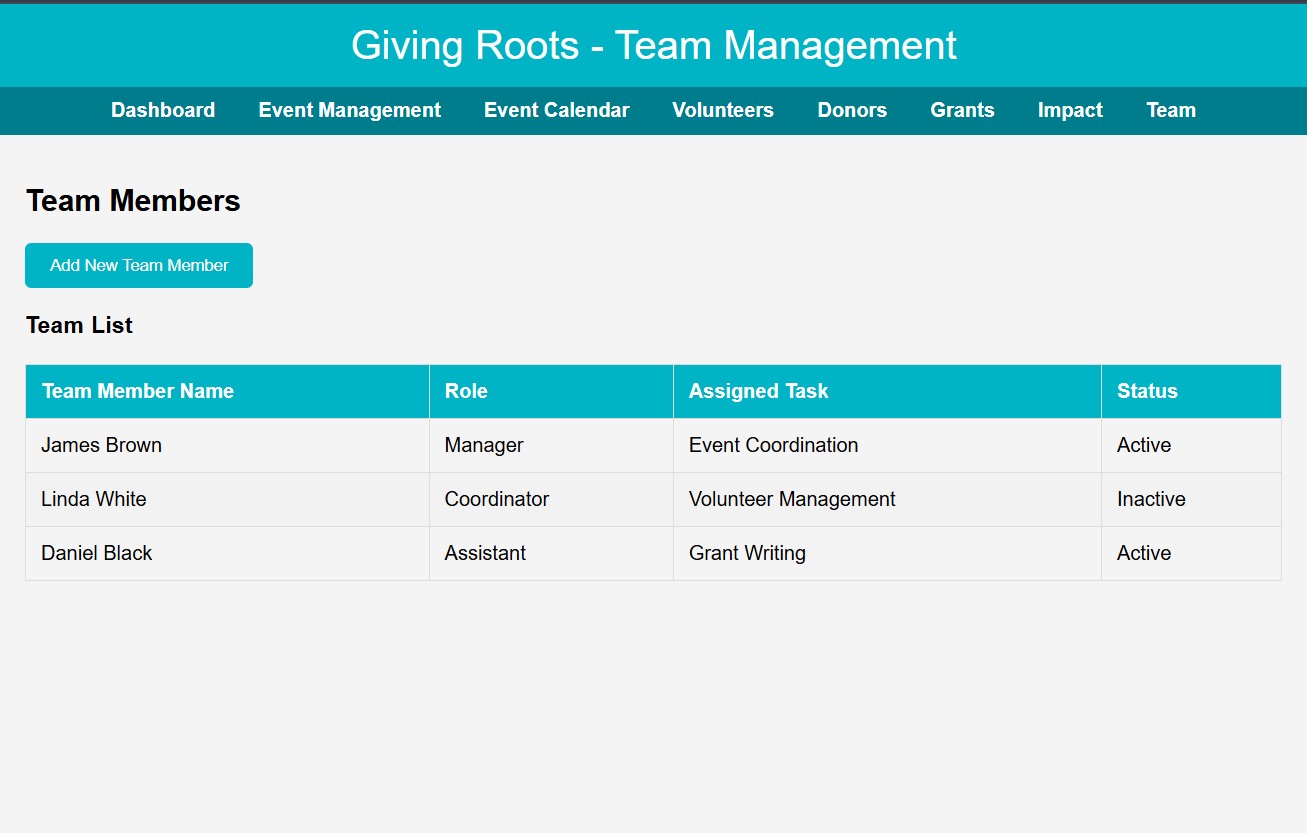 Giving Roots - Team Management
Dashboard Event Management Event Calendar Volunteers Donors Grants Impact Team
Team Members
Add New Team Member
Team List
Team Member Name Role Assigned Task Status
James Brown Manager Event Coordination Active
Linda White Coordinator Volunteer Management Inactive
Daniel Black Assistant Grant Writing Active